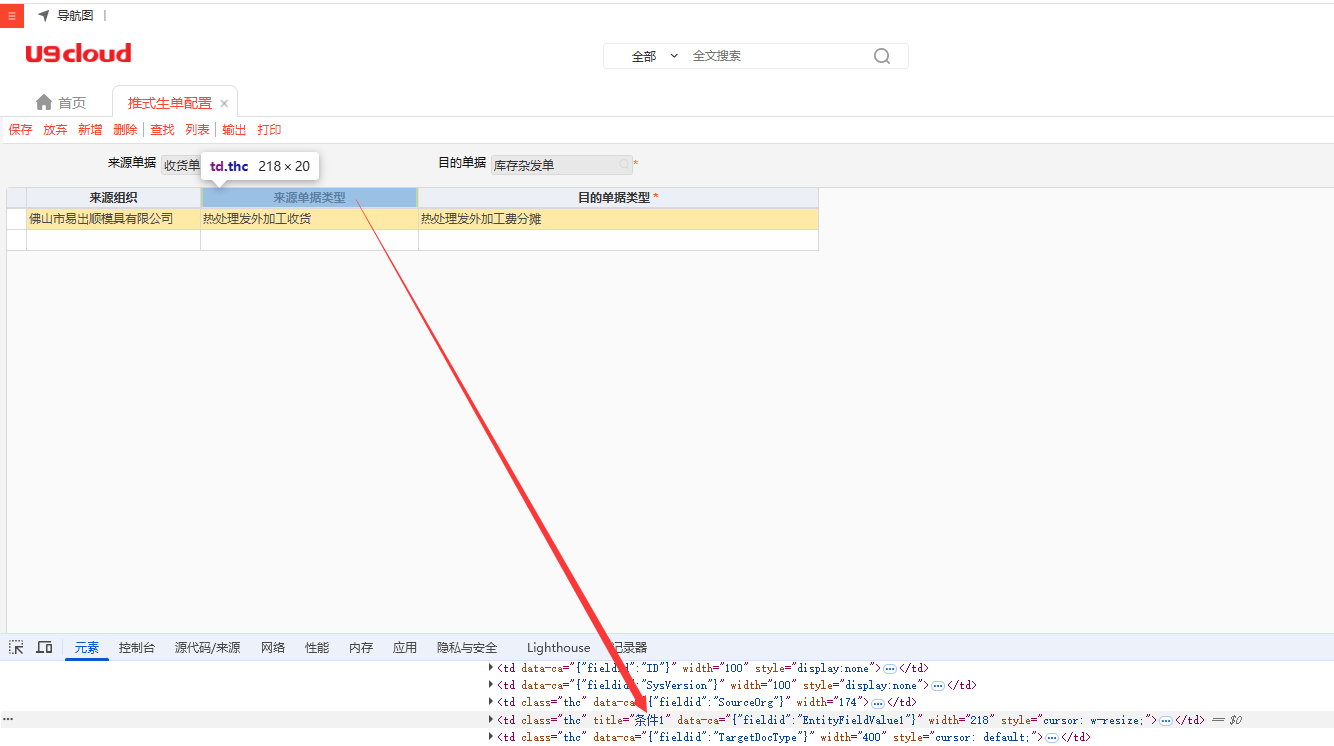 导航图 |
U9cloud
全部 全文搜索
首页 推式生单配置 ×
保存 放弃 新增 删除 查找 列表 输出 打印
来源单据 收货单 目的单据 库存杂发单 *
td.thc 218 × 20
来源组织 来源单据类型 目的单据类型 *
佛山市易出顺模具有限公司 热处理发外加工收货 热处理发外加工费分摊
元素 控制台 源代码/来源 网络 性能 内存 应用 隐私与安全 Lighthouse 记录器
<td data-ca="{"fieldid":"ID"}" width="100" style="display:none">…</td>
<td data-ca="{"fieldid":"SysVersion"}" width="100" style="display:none">…</td>
<td class="thc" data-ca="{"fieldid":"SourceOrg"}" width="174">…</td>
<td class="thc" title="条件1" data-ca="{"fieldid":"EntityFieldValue1"}" width="218" style="cursor: w-resize;">…</td> == $0
<td class="thc" data-ca="{"fieldid":"TargetDocType"}" width="400" style="cursor: default;">…</td>